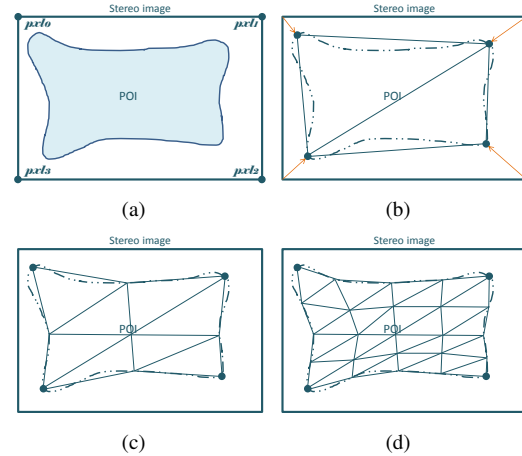 Stereo image Stereo image
pxl0 pxl1
POI POI
pxl3 pxl2
(a) (b)
Stereo image Stereo image
POI POI
(c) (d)